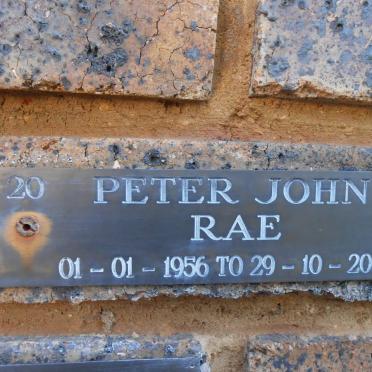 20 PETER JOHN
RAE
01 - 01 - 1956 TO 29 - 10 - 20